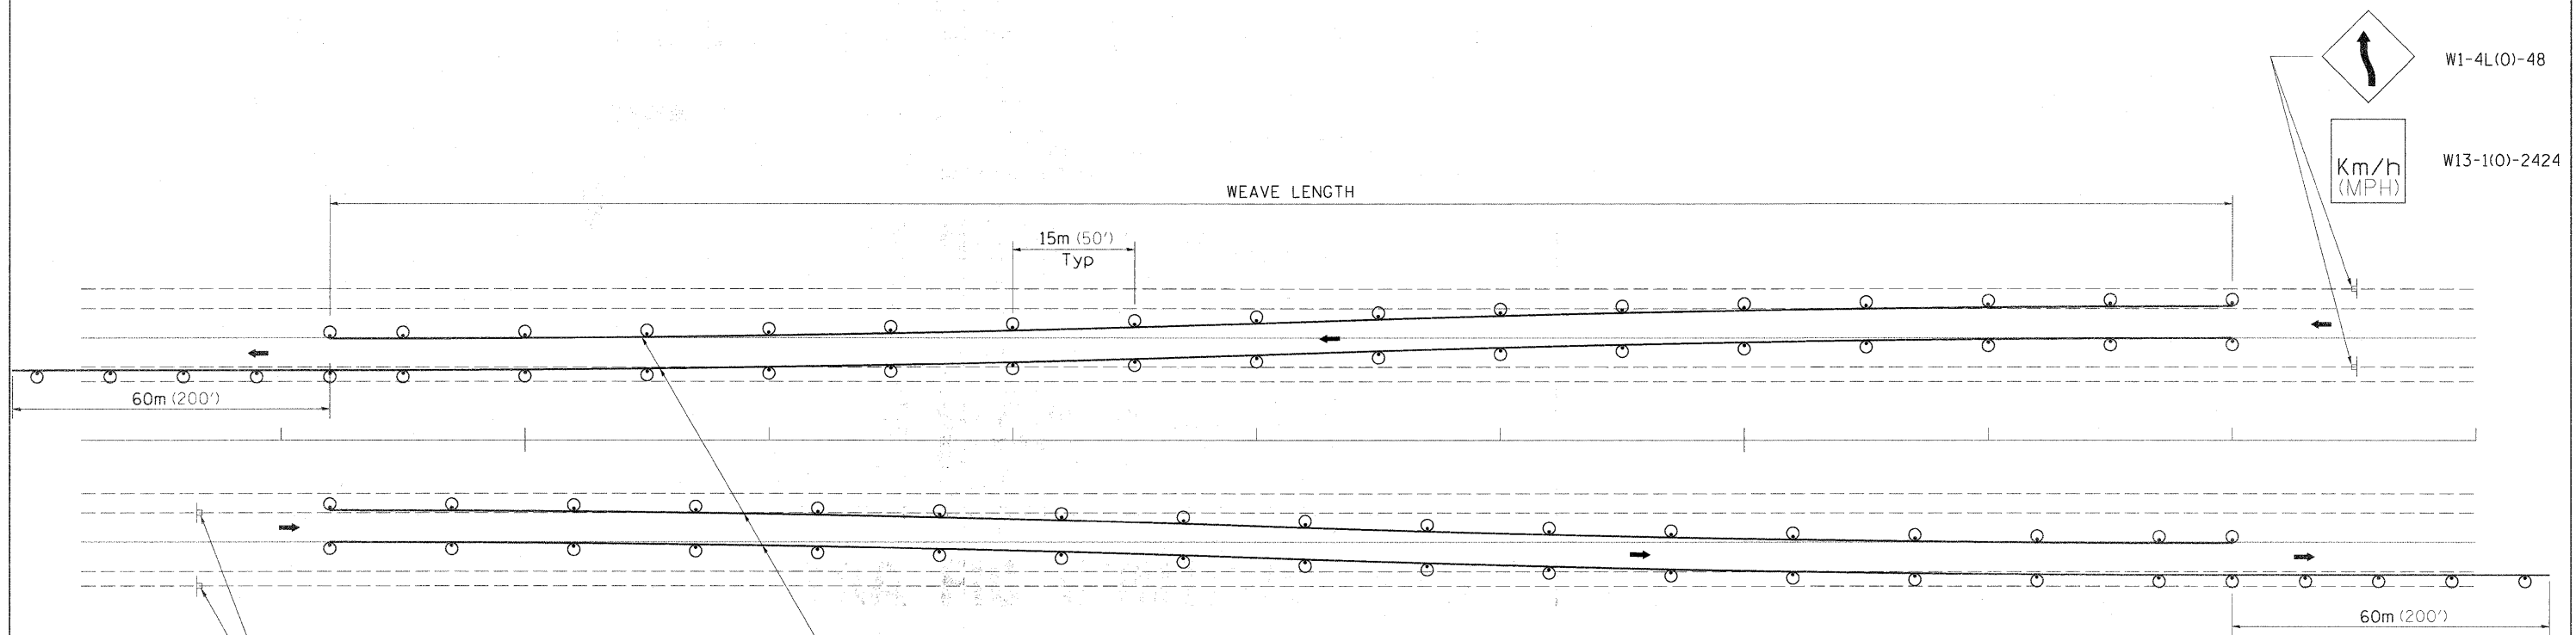 W1-4L(O)-48
Km/h
(MPH)
W13-1(O)-2424
WEAVE LENGTH
15m (50')
Typ
60m (200')
60m (200')